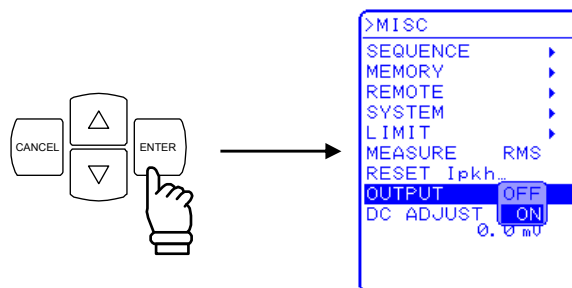 CANCEL
ENTER
>MISC
SEQUENCE
MEMORY
REMOTE
SYSTEM
LIMIT
MEASURE RMS
RESET Ipkh…
OUTPUT OFF
DC ADJUST ON
0.0 mV